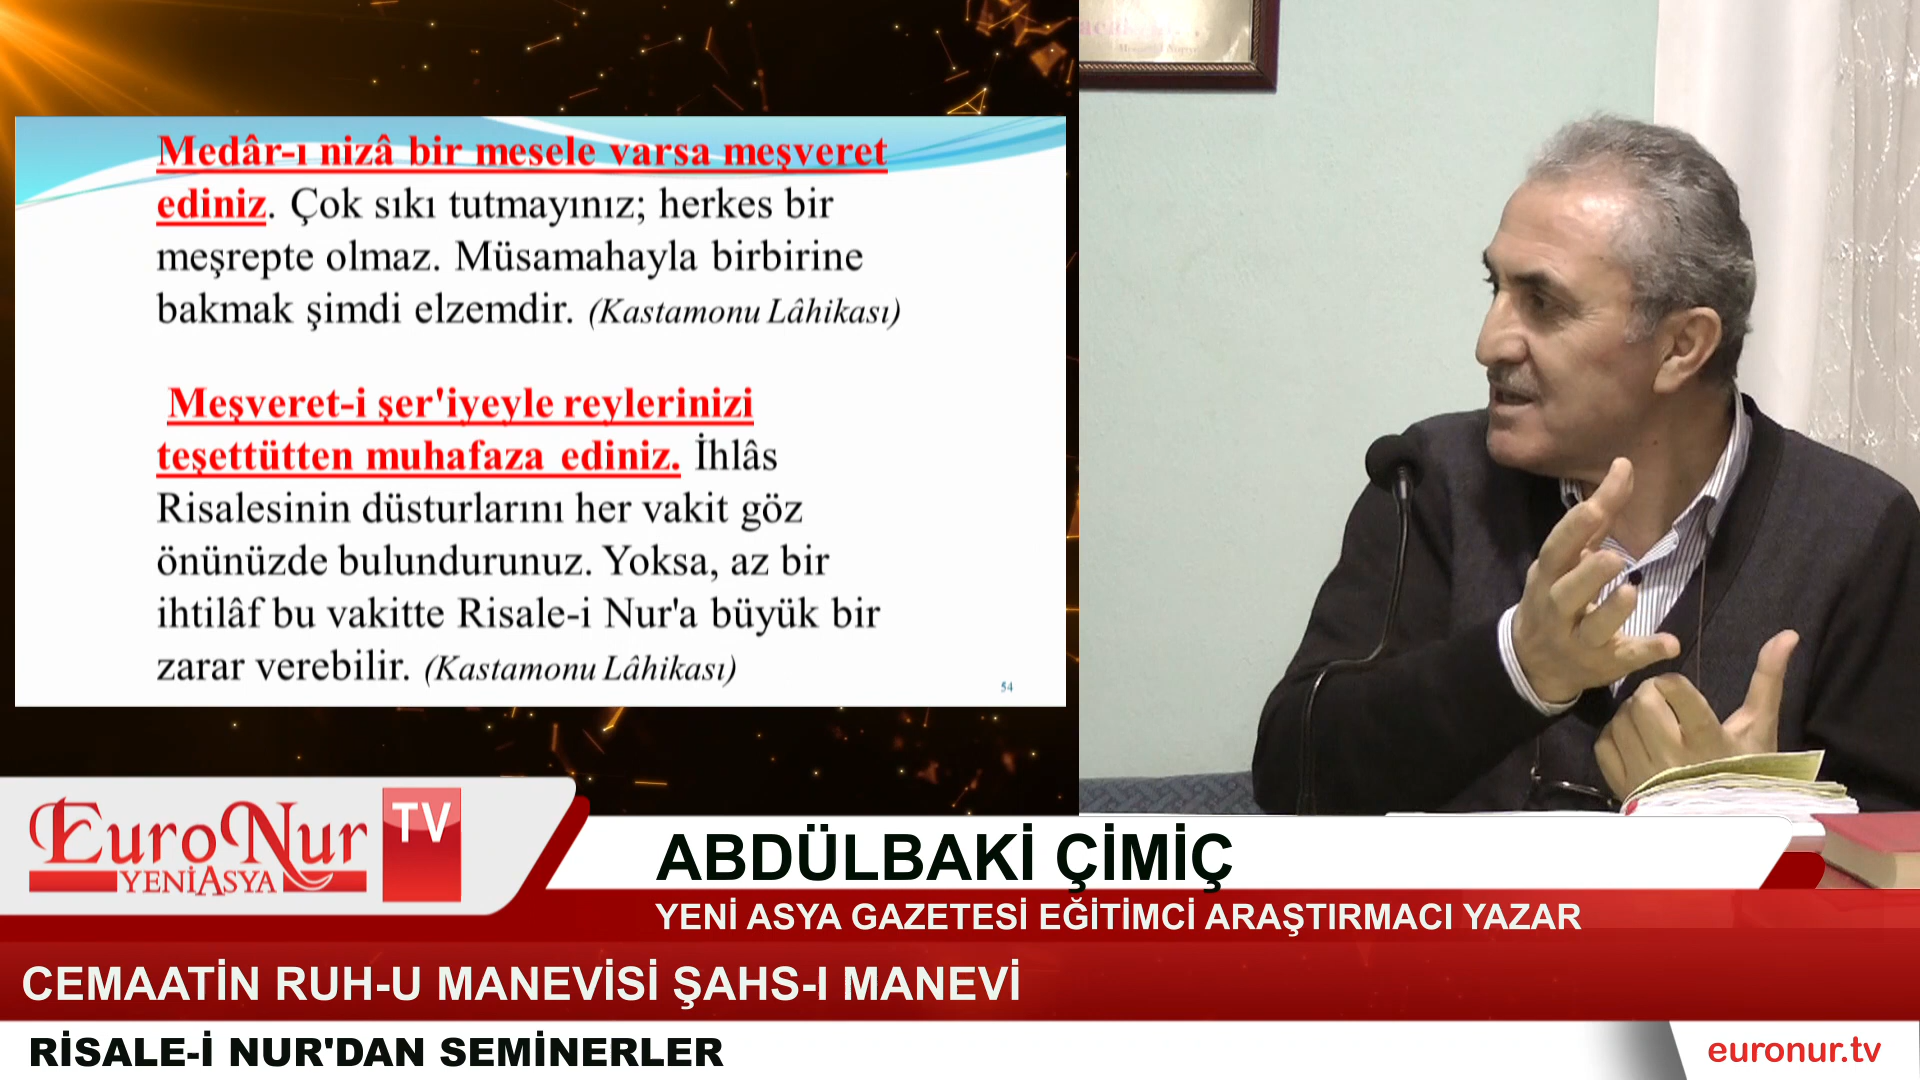 Medâr-ı nizâ bir mesele varsa meşveret
ediniz. Çok sıkı tutmayınız; herkes bir
meşrepte olmaz. Müsamahayla birbirine
bakmak şimdi elzemdir. (Kastamonu Lâhikası)
Meşveret-i şer'iyeyle reylerinizi
teşettütten muhafaza ediniz. İhlâs
Risalesinin düsturlarını her vakit göz
önünüzde bulundurunuz. Yoksa, az bir
ihtilâf bu vakitte Risale-i Nur'a büyük bir
zarar verebilir. (Kastamonu Lâhikası)
54
EuroNur TV
YENİASYA
ABDÜLBAKİ ÇİMİÇ
YENİ ASYA GAZETESİ EĞİTİMCİ ARAŞTIRMACI YAZAR
CEMAATİN RUH-U MANEVİSİ ŞAHS-I MANEVİ
RİSALE-İ NUR'DAN SEMİNERLER
euronur.tv